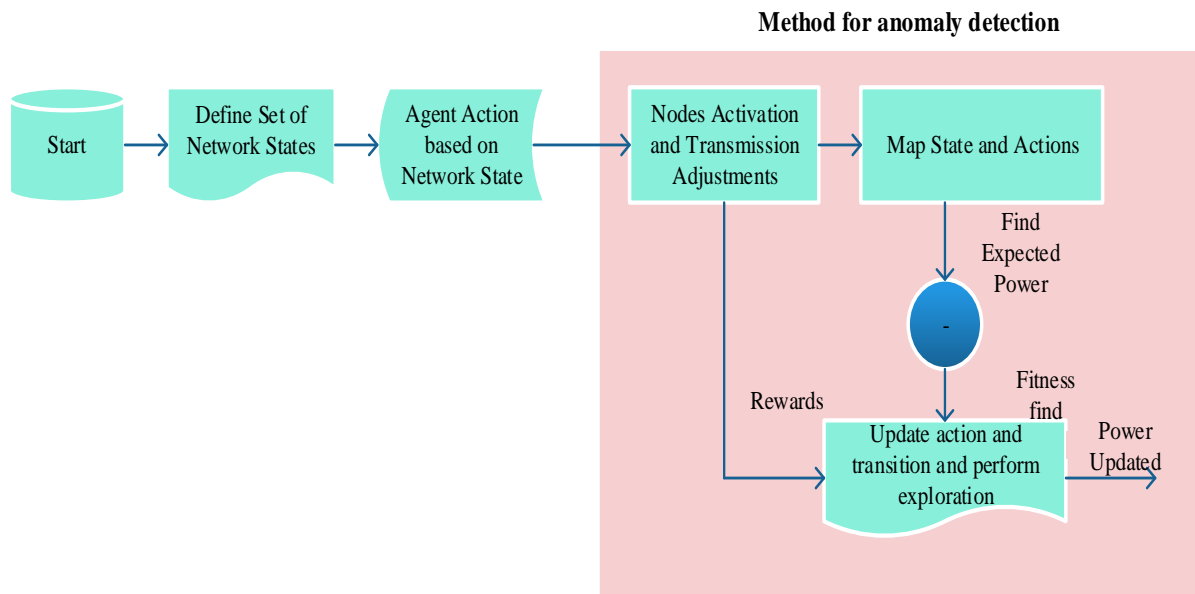 Method for anomaly detection
Start
Define Set of
Network States
Agent Action
based on
Network State
Nodes Activation
and Transmission
Adjustments
Map State and Actions
Find
Expected
Power
-
Rewards
Fitness
find
Update action and
transition and perform
exploration
Power
Updated